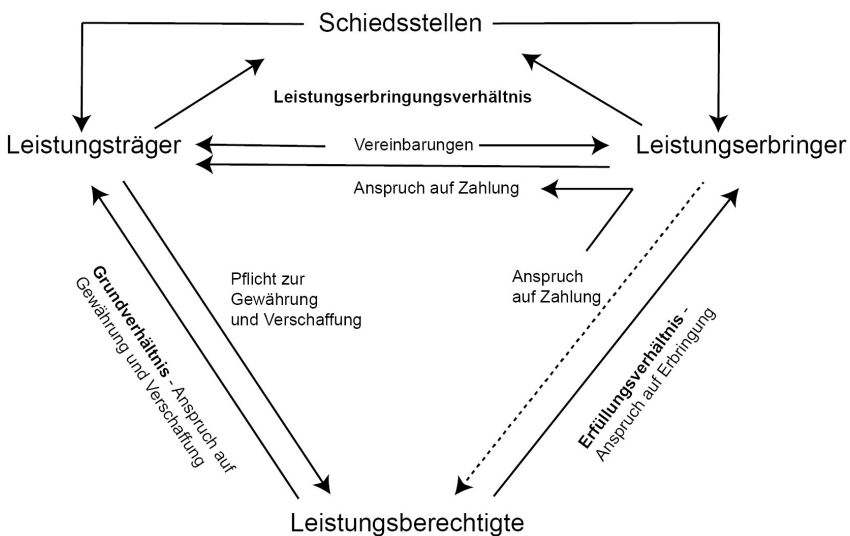 Schiedsstellen
Leistungserbringungsverhältnis
Leistungsträger
Vereinbarungen
Leistungserbringer
Anspruch auf Zahlung
Pflicht zur
Gewährung
und Verschaffung
Anspruch
auf Zahlung
Grundverhältnis - Anspruch auf
Gewährung und Verschaffung
Erfüllungsverhältnis -
Anspruch auf Erbringung
Leistungsberechtigte